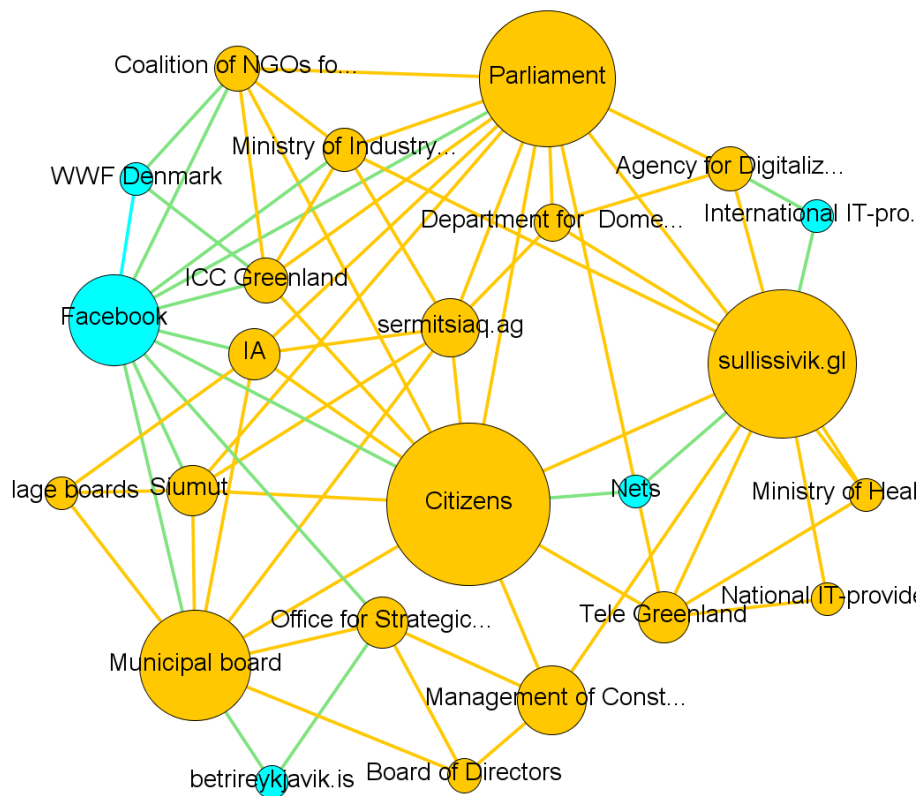 Coalition of NGOs fo...
Parliament
Ministry of Industry...
Agency for Digitaliz...
WWF Denmark
International IT-pro.
Department for Dome...
ICC Greenland
Facebook
sermitsiaq.ag
IA
sullissivik.gl
lage boards
Siumut
Citizens
Nets
Ministry of Heal
National IT-provide
Office for Strategic...
Tele Greenland
Municipal board
Management of Const...
Board of Directors
betrireykjavik.is